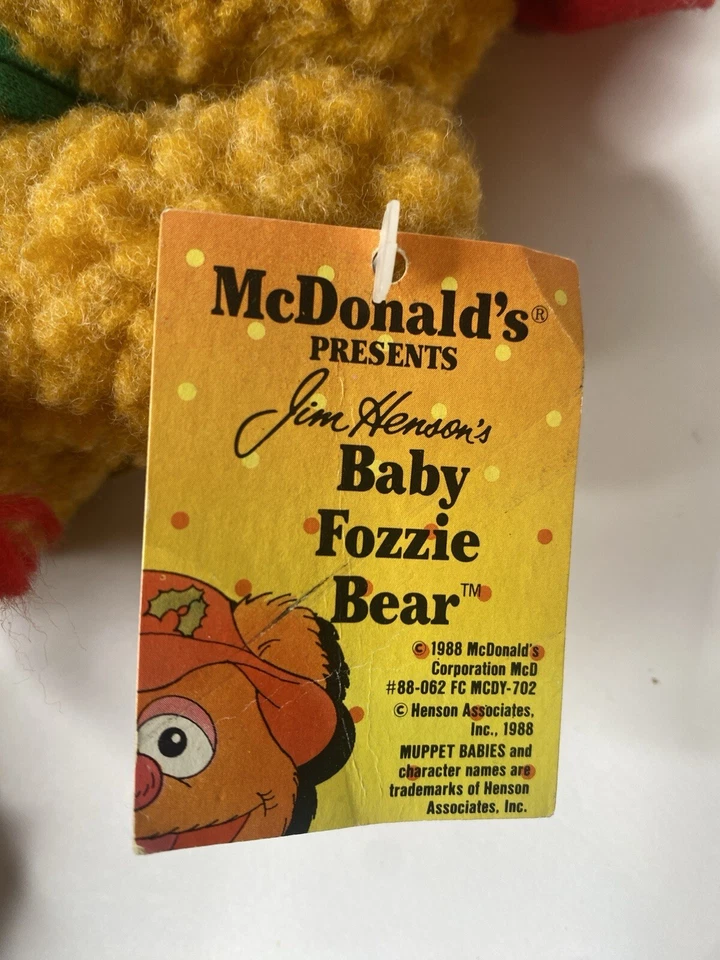 McDonald's®
PRESENTS
Jim Henson's
Baby
Fozzie
Bear™
© 1988 McDonald's
Corporation McD
#88-062 FC MCDY-702
© Henson Associates,
Inc., 1988
MUPPET BABIES and
character names are
trademarks of Henson
Associates, Inc.